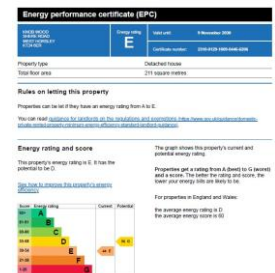 Energy performance certificate (EPC)
WEST HORSLEY
Energy rating
E
Valid until
9 November 2030
Certificate number
Property type
Detached house
Total floor area
211 square metres
Rules on letting this property
Properties can be let if they have an energy rating from A to E.
You can read guidance for landlords on the regulations and exemptions
Energy rating and score
This property's energy rating is E. It has the
potential to be D.
See how to improve this property's energy
efficiency.
The graph shows this property's current and
potential energy rating.
Properties get a rating from A (best) to G (worst)
and a score. The better the rating and score, the
lower your energy bills are likely to be.
For properties in England and Wales:
the average energy rating is D
the average energy score is 60
Score
Energy rating
Current
Potential
A
B
C
D
E
F
G